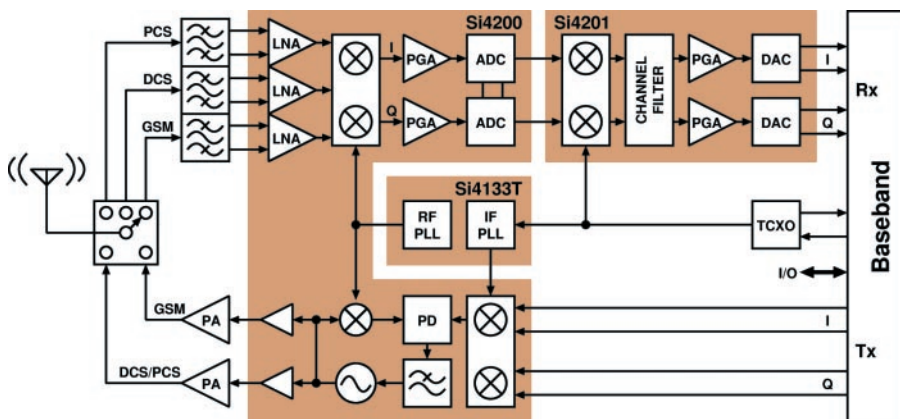 Si4200
Si4201
PCS
LNA
I
PGA
ADC
PGA
DAC
I
DCS
LNA
CHANNEL
FILTER
Rx
GSM
LNA
Q
PGA
ADC
PGA
DAC
Q
Si4133T
RF
PLL
IF
PLL
TCXO
Baseband
I/O
GSM
PA
PD
I
Tx
DCS/PCS
PA
Q